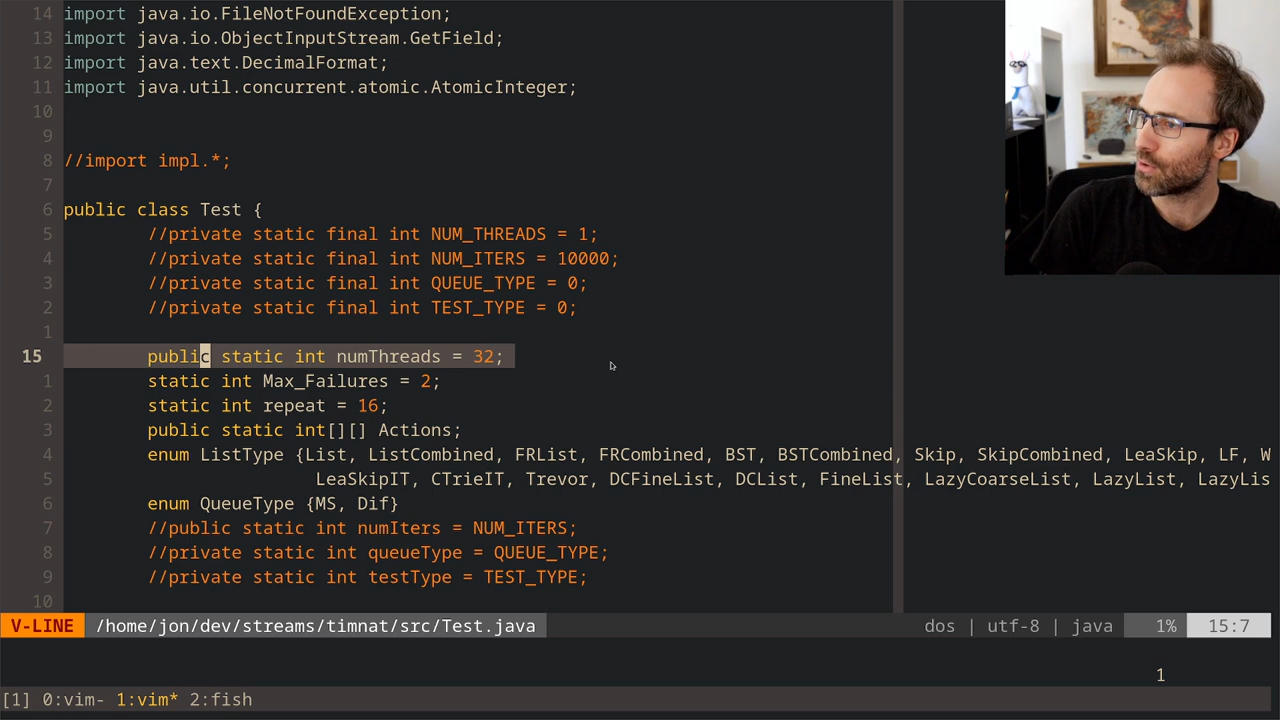 14 import java.io.FileNotFoundException;
13 import java.io.ObjectInputStream.GetField;
12 import java.text.DecimalFormat;
11 import java.util.concurrent.atomic.AtomicInteger;
10
9
8 //import impl.*;
7
6 public class Test {
5 //private static final int NUM_THREADS = 1;
4 //private static final int NUM_ITERS = 10000;
3 //private static final int QUEUE_TYPE = 0;
2 //private static final int TEST_TYPE = 0;
1
15 public static int numThreads = 32;
1 static int Max_Failures = 2;
2 static int repeat = 16;
3 public static int[][] Actions;
4 enum ListType {List, ListCombined, FRList, FRCombined, BST, BSTCombined, Skip, SkipCombined, LeaSkip, LF, W
5 LeaSkipIT, CTrieIT, Trevor, DCFineList, DCList, FineList, LazyCoarseList, LazyList, LazyLis
6 enum QueueType {MS, Dif}
7 //public static int numIters = NUM_ITERS;
8 //private static int queueType = QUEUE_TYPE;
9 //private static int testType = TEST_TYPE;
10
V-LINE /home/jon/dev/streams/timnat/src/Test.java dos | utf-8 | java 1% 15:7
1
[1] 0:vim- 1:vim* 2:fish